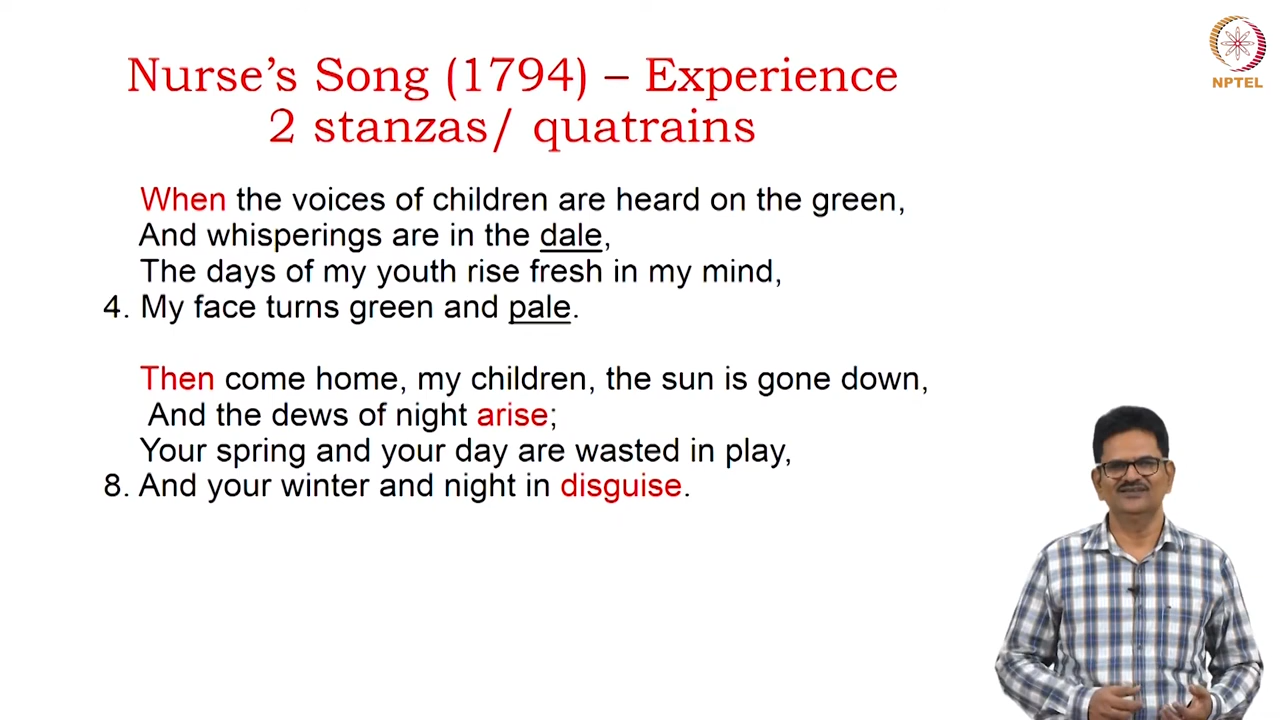 Nurse's Song (1794) – Experience
2 stanzas/ quatrains
When the voices of children are heard on the green,
And whisperings are in the dale,
The days of my youth rise fresh in my mind,
4. My face turns green and pale.
Then come home, my children, the sun is gone down,
And the dews of night arise;
Your spring and your day are wasted in play,
8. And your winter and night in disguise.
NPTEL